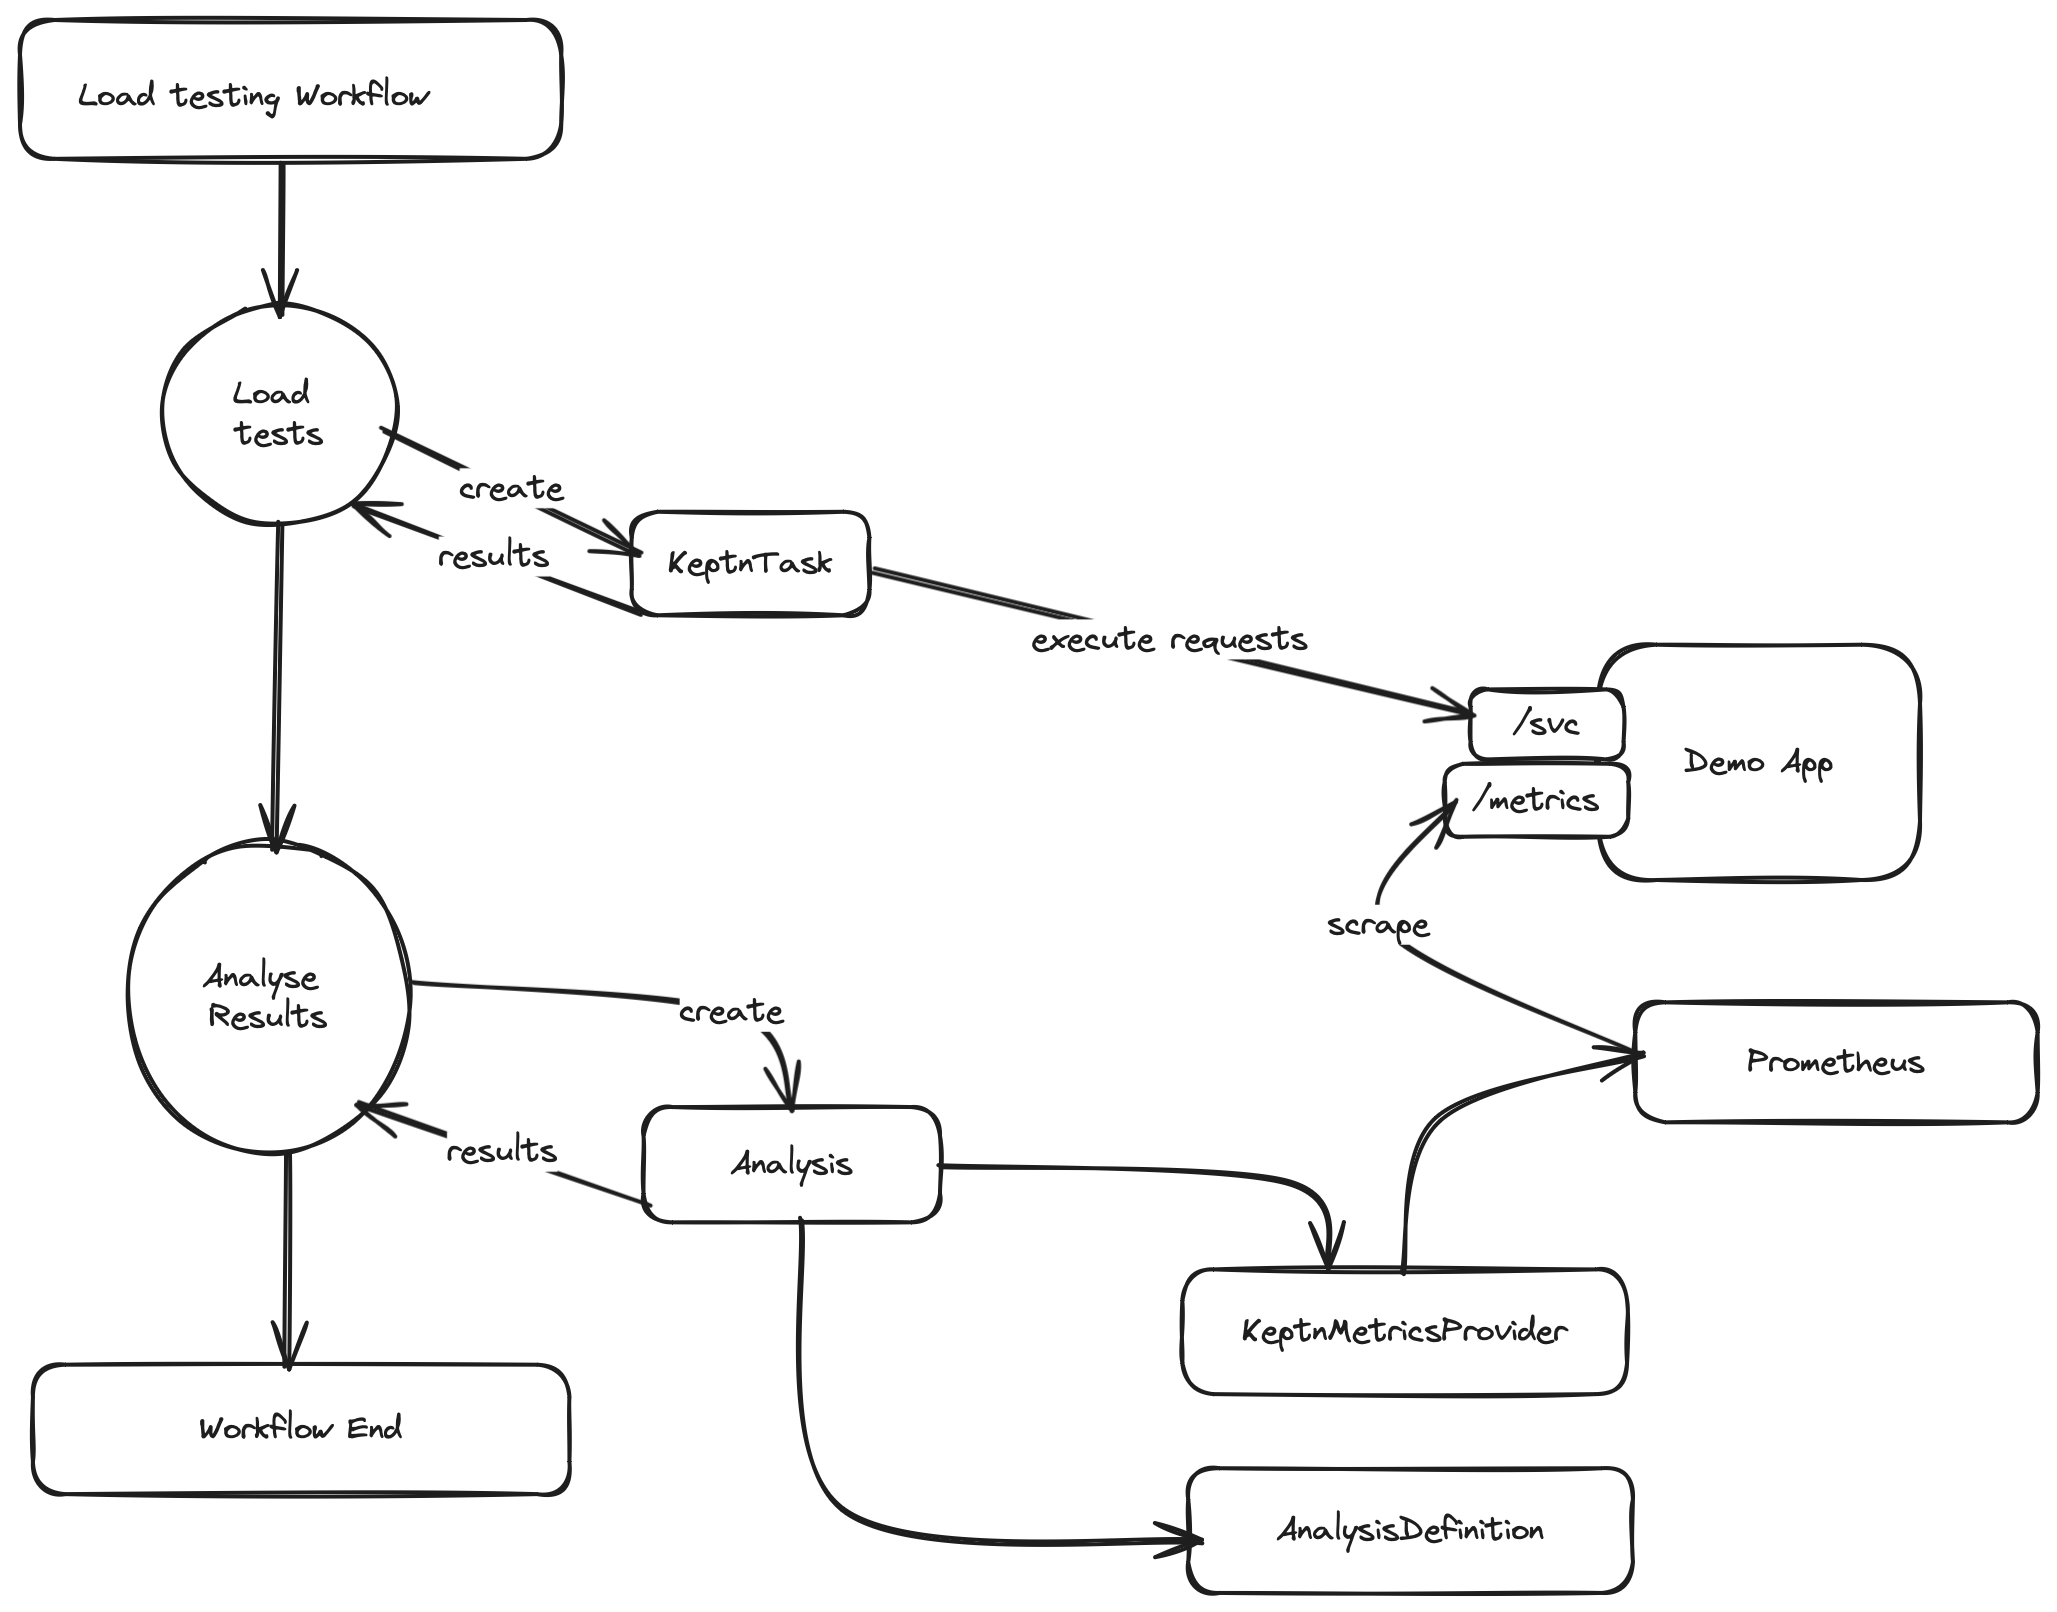 Load testing Workflow
Load
tests
create
results
KeptnTask
execute requests
/svc
/metrics
Demo App
scrape
Analyse
Results
create
results
Analysis
Prometheus
KeptnMetricsProvider
Workflow End
AnalysisDefinition